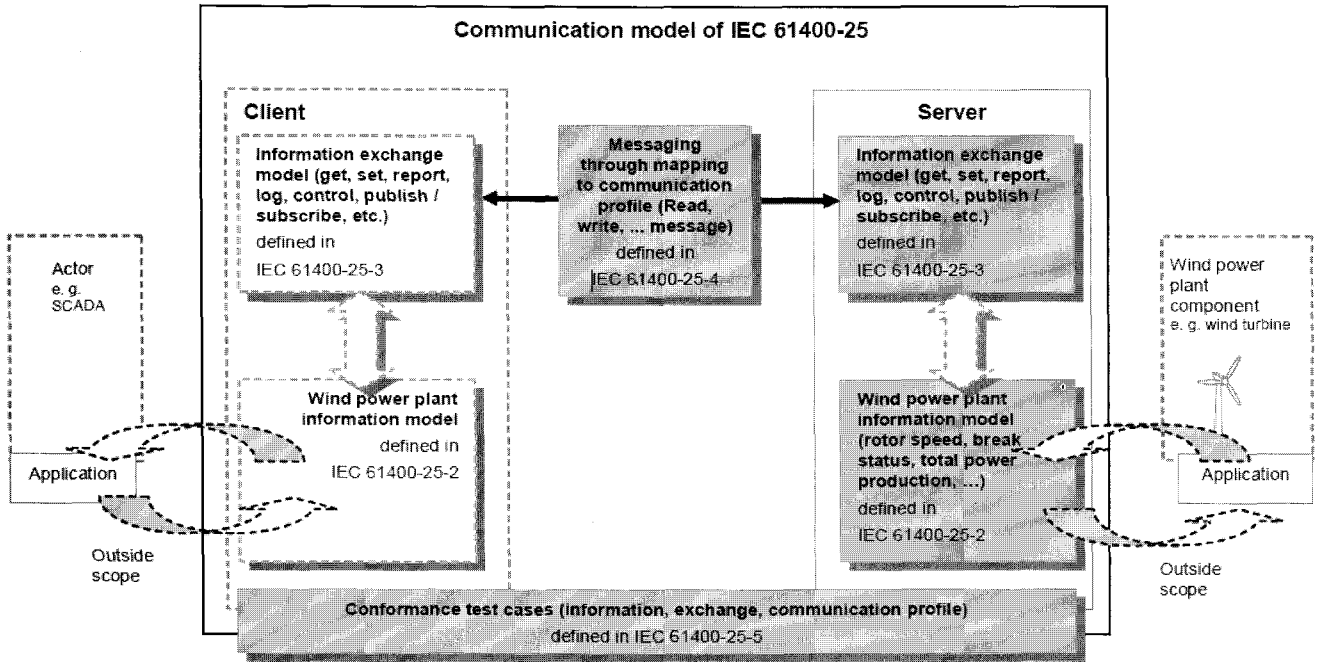 Communication model of IEC 61400-25
Client
Information exchange
model (get, set, report,
log, control, publish /
subscribe, etc.)
defined in
IEC 61400-25-3
Messaging
through mapping
to communication
profile (Read,
write, ... message)
defined in
IEC 61400-25-4
Server
Information exchange
model (get, set, report,
log, control, publish /
subscribe, etc.)
defined in
IEC 61400-25-3
Actor
e. g.
SCADA
Wind power
plant
component
e. g. wind turbine
Wind power plant
information model
defined in
IEC 61400-25-2
Wind power plant
information model
(rotor speed, break
status, total power
production, ...)
defined in
IEC 61400-25-2
Application
Application
Outside
scope
Outside
scope
Conformance test cases (information, exchange, communication profile)
defined in IEC 61400-25-5